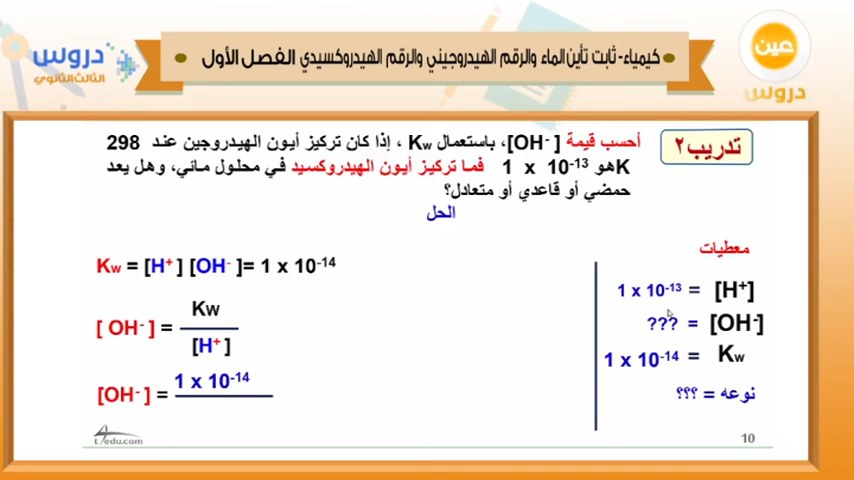 دروس
الثالث الثانوي
كيمياء- ثابت تأين الماء والرقم الهيدروجيني والرقم الهيدروكسيدي الفصل الأول
عين
دروس
تدريب٢
أحسب قيمة [OH⁻]، باستعمال Kw ، إذا كان تركيز أيون الهيدروجين عند 298
K هو 1 x 10⁻¹³ فما تركيز أيون الهيدروكسيد في محلول مائي، وهل يعد
حمضي أو قاعدي أو متعادل؟
الحل
معطيات
[H⁺] = 1 x 10⁻¹³
[OH⁻] = ???
Kw = 1 x 10⁻¹⁴
نوعه = ؟؟؟
Kw = [H⁺] [OH⁻]= 1 x 10⁻¹⁴
[OH⁻] = Kw
[H⁺]
[OH⁻] = 1 x 10⁻¹⁴
t4edu.com
10